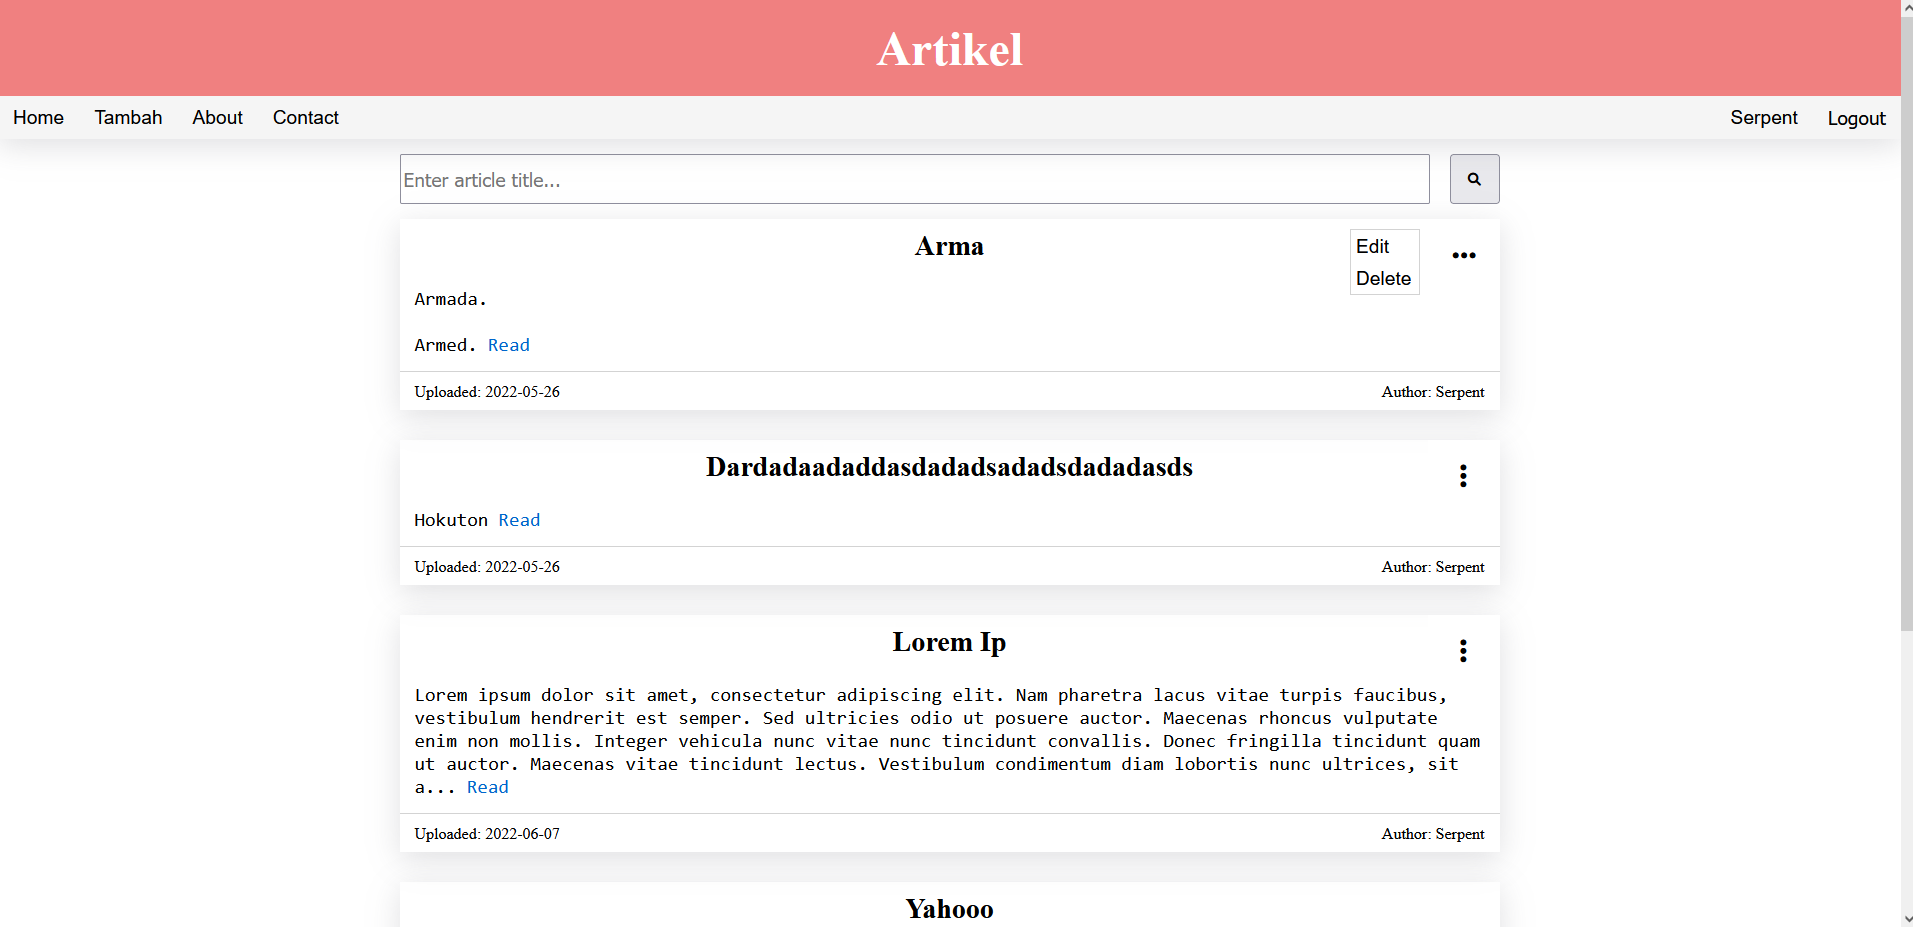 Artikel
Home Tambah About Contact Serpent Logout
Enter article title...
Arma
Edit
Delete
Armada.
Armed. Read
Uploaded: 2022-05-26 Author: Serpent
Dardadaadaddasdadadsadadsdadadasds
Hokuton Read
Uploaded: 2022-05-26 Author: Serpent
Lorem Ip
Lorem ipsum dolor sit amet, consectetur adipiscing elit. Nam pharetra lacus vitae turpis faucibus,
vestibulum hendrerit est semper. Sed ultricies odio ut posuere auctor. Maecenas rhoncus vulputate
enim non mollis. Integer vehicula nunc vitae nunc tincidunt convallis. Donec fringilla tincidunt quam
ut auctor. Maecenas vitae tincidunt lectus. Vestibulum condimentum diam lobortis nunc ultrices, sit
a... Read
Uploaded: 2022-06-07 Author: Serpent
Yahooo